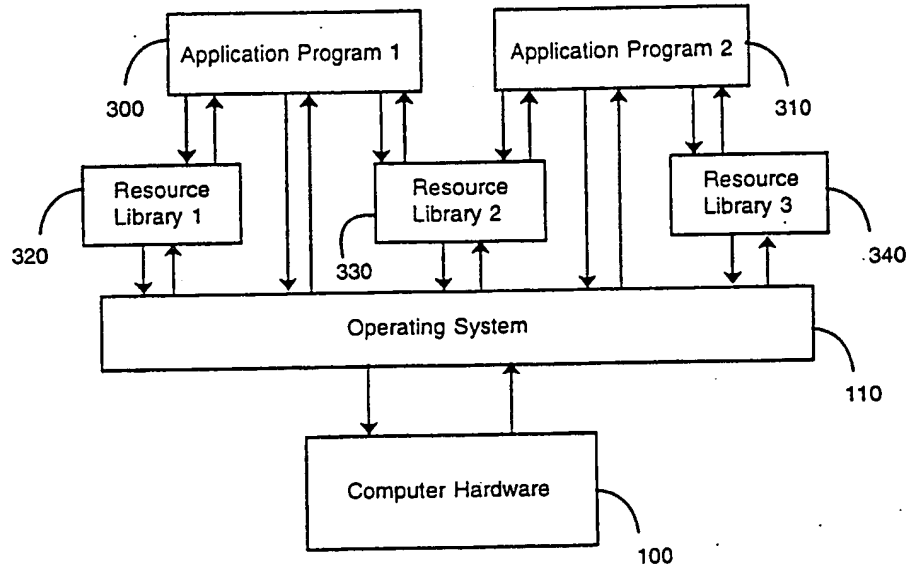 Application Program 1
Application Program 2
300
310
Resource
Library 1
Resource
Library 2
Resource
Library 3
320
330
340
Operating System
110
Computer Hardware
100